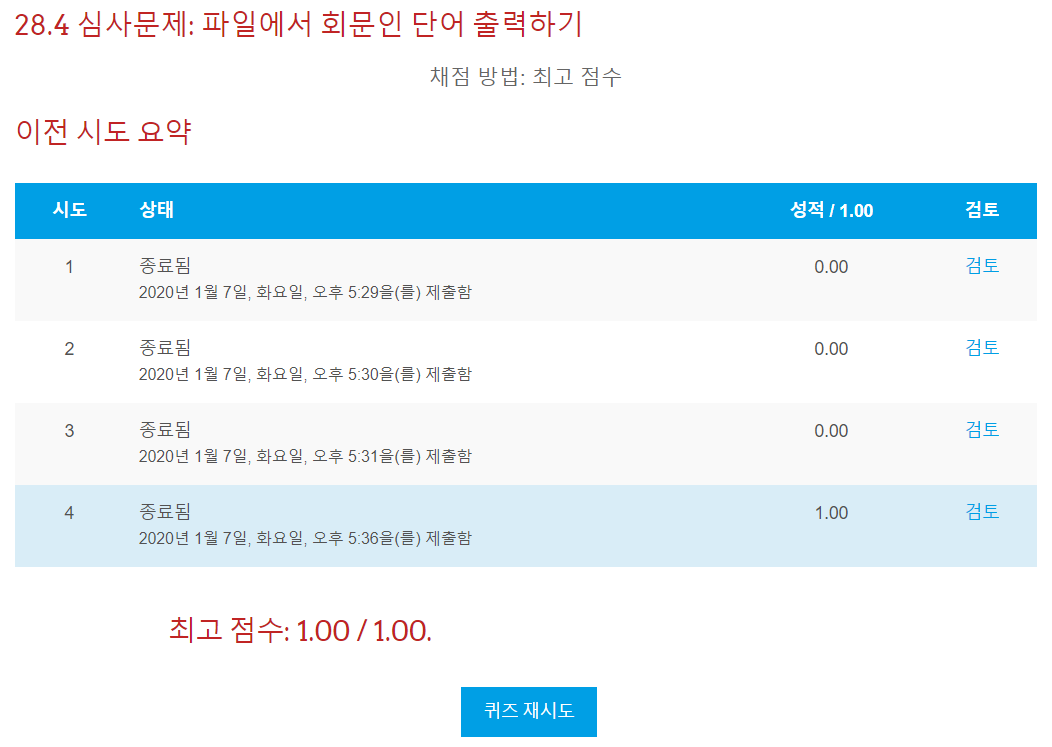 28.4 심사문제: 파일에서 회문인 단어 출력하기
채점 방법: 최고 점수
이전 시도 요약
시도 상태 성적 / 1.00 검토
1 종료됨 0.00 검토
2020년 1월 7일, 화요일, 오후 5:29을(를) 제출함
2 종료됨 0.00 검토
2020년 1월 7일, 화요일, 오후 5:30을(를) 제출함
3 종료됨 0.00 검토
2020년 1월 7일, 화요일, 오후 5:31을(를) 제출함
4 종료됨 1.00 검토
2020년 1월 7일, 화요일, 오후 5:36을(를) 제출함
최고 점수: 1.00 / 1.00.
퀴즈 재시도